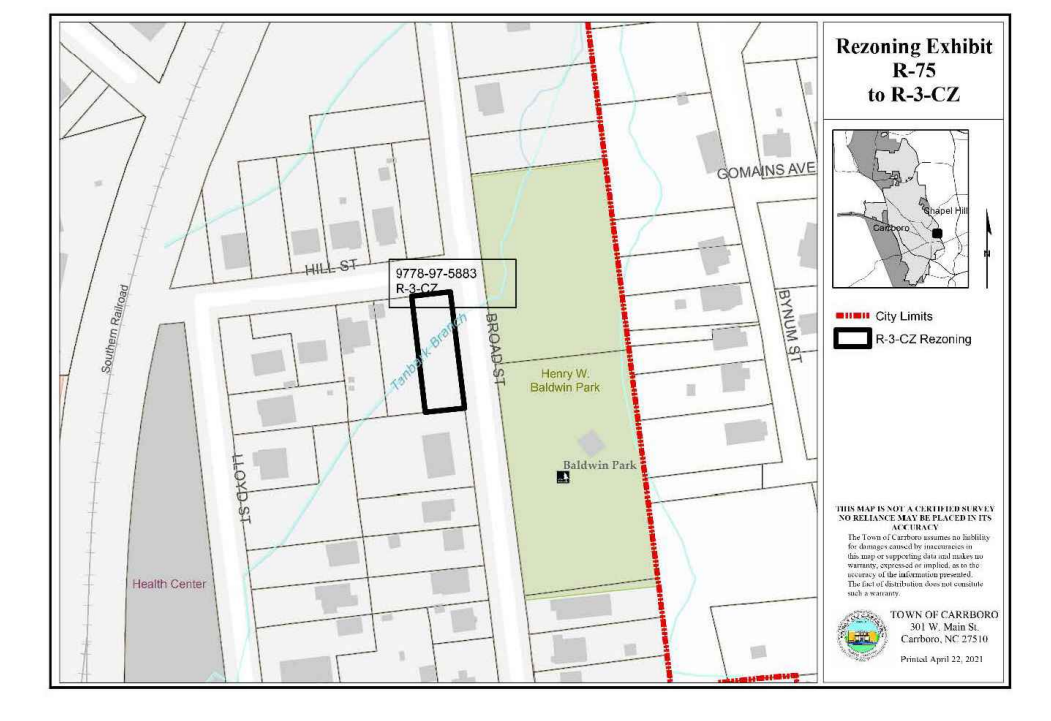 Rezoning Exhibit
R-75
to R-3-CZ
Chapel Hill
Carrboro
N
City Limits
R-3-CZ Rezoning
THIS MAP IS NOT A CERTIFIED SURVEY
NO RELIANCE MAY BE PLACED IN ITS
ACCURACY
The Town of Carrboro assumes no liability
for damages caused by inaccuracies in
this map or supporting data and makes no
warranty, expressed or implied, as to the
accuracy of the information presented.
The fact of distribution does not constitute
such a warranty.
TOWN OF CARRBORO
301 W. Main St.
Carrboro, NC 27510
Printed April 22, 2021
GOMAINS AVE
HILL ST
9778-97-5883
R-3-CZ
Southern Railroad
Tanbark Branch
BROAD ST
BYNUM ST
Henry W.
Baldwin Park
Baldwin Park
LLOYD ST
Health Center